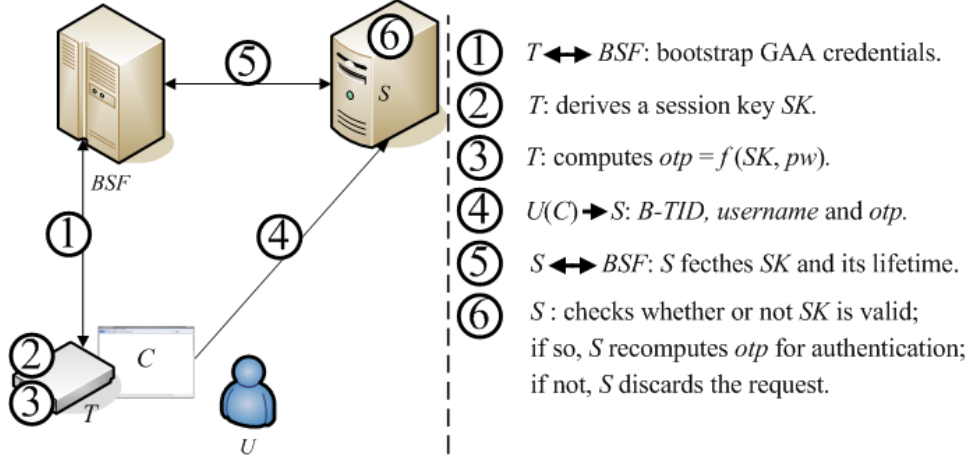 BSF
5
6
S
1
4
2
3
T
C
U
1 T ↔ BSF: bootstrap GAA credentials.
2 T: derives a session key SK.
3 T: computes otp = f (SK, pw).
4 U(C) → S: B-TID, username and otp.
5 S ↔ BSF: S fecthes SK and its lifetime.
6 S : checks whether or not SK is valid;
if so, S recomputes otp for authentication;
if not, S discards the request.